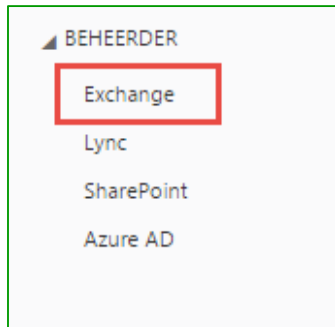 BEHEERDER
Exchange
Lync
SharePoint
Azure AD